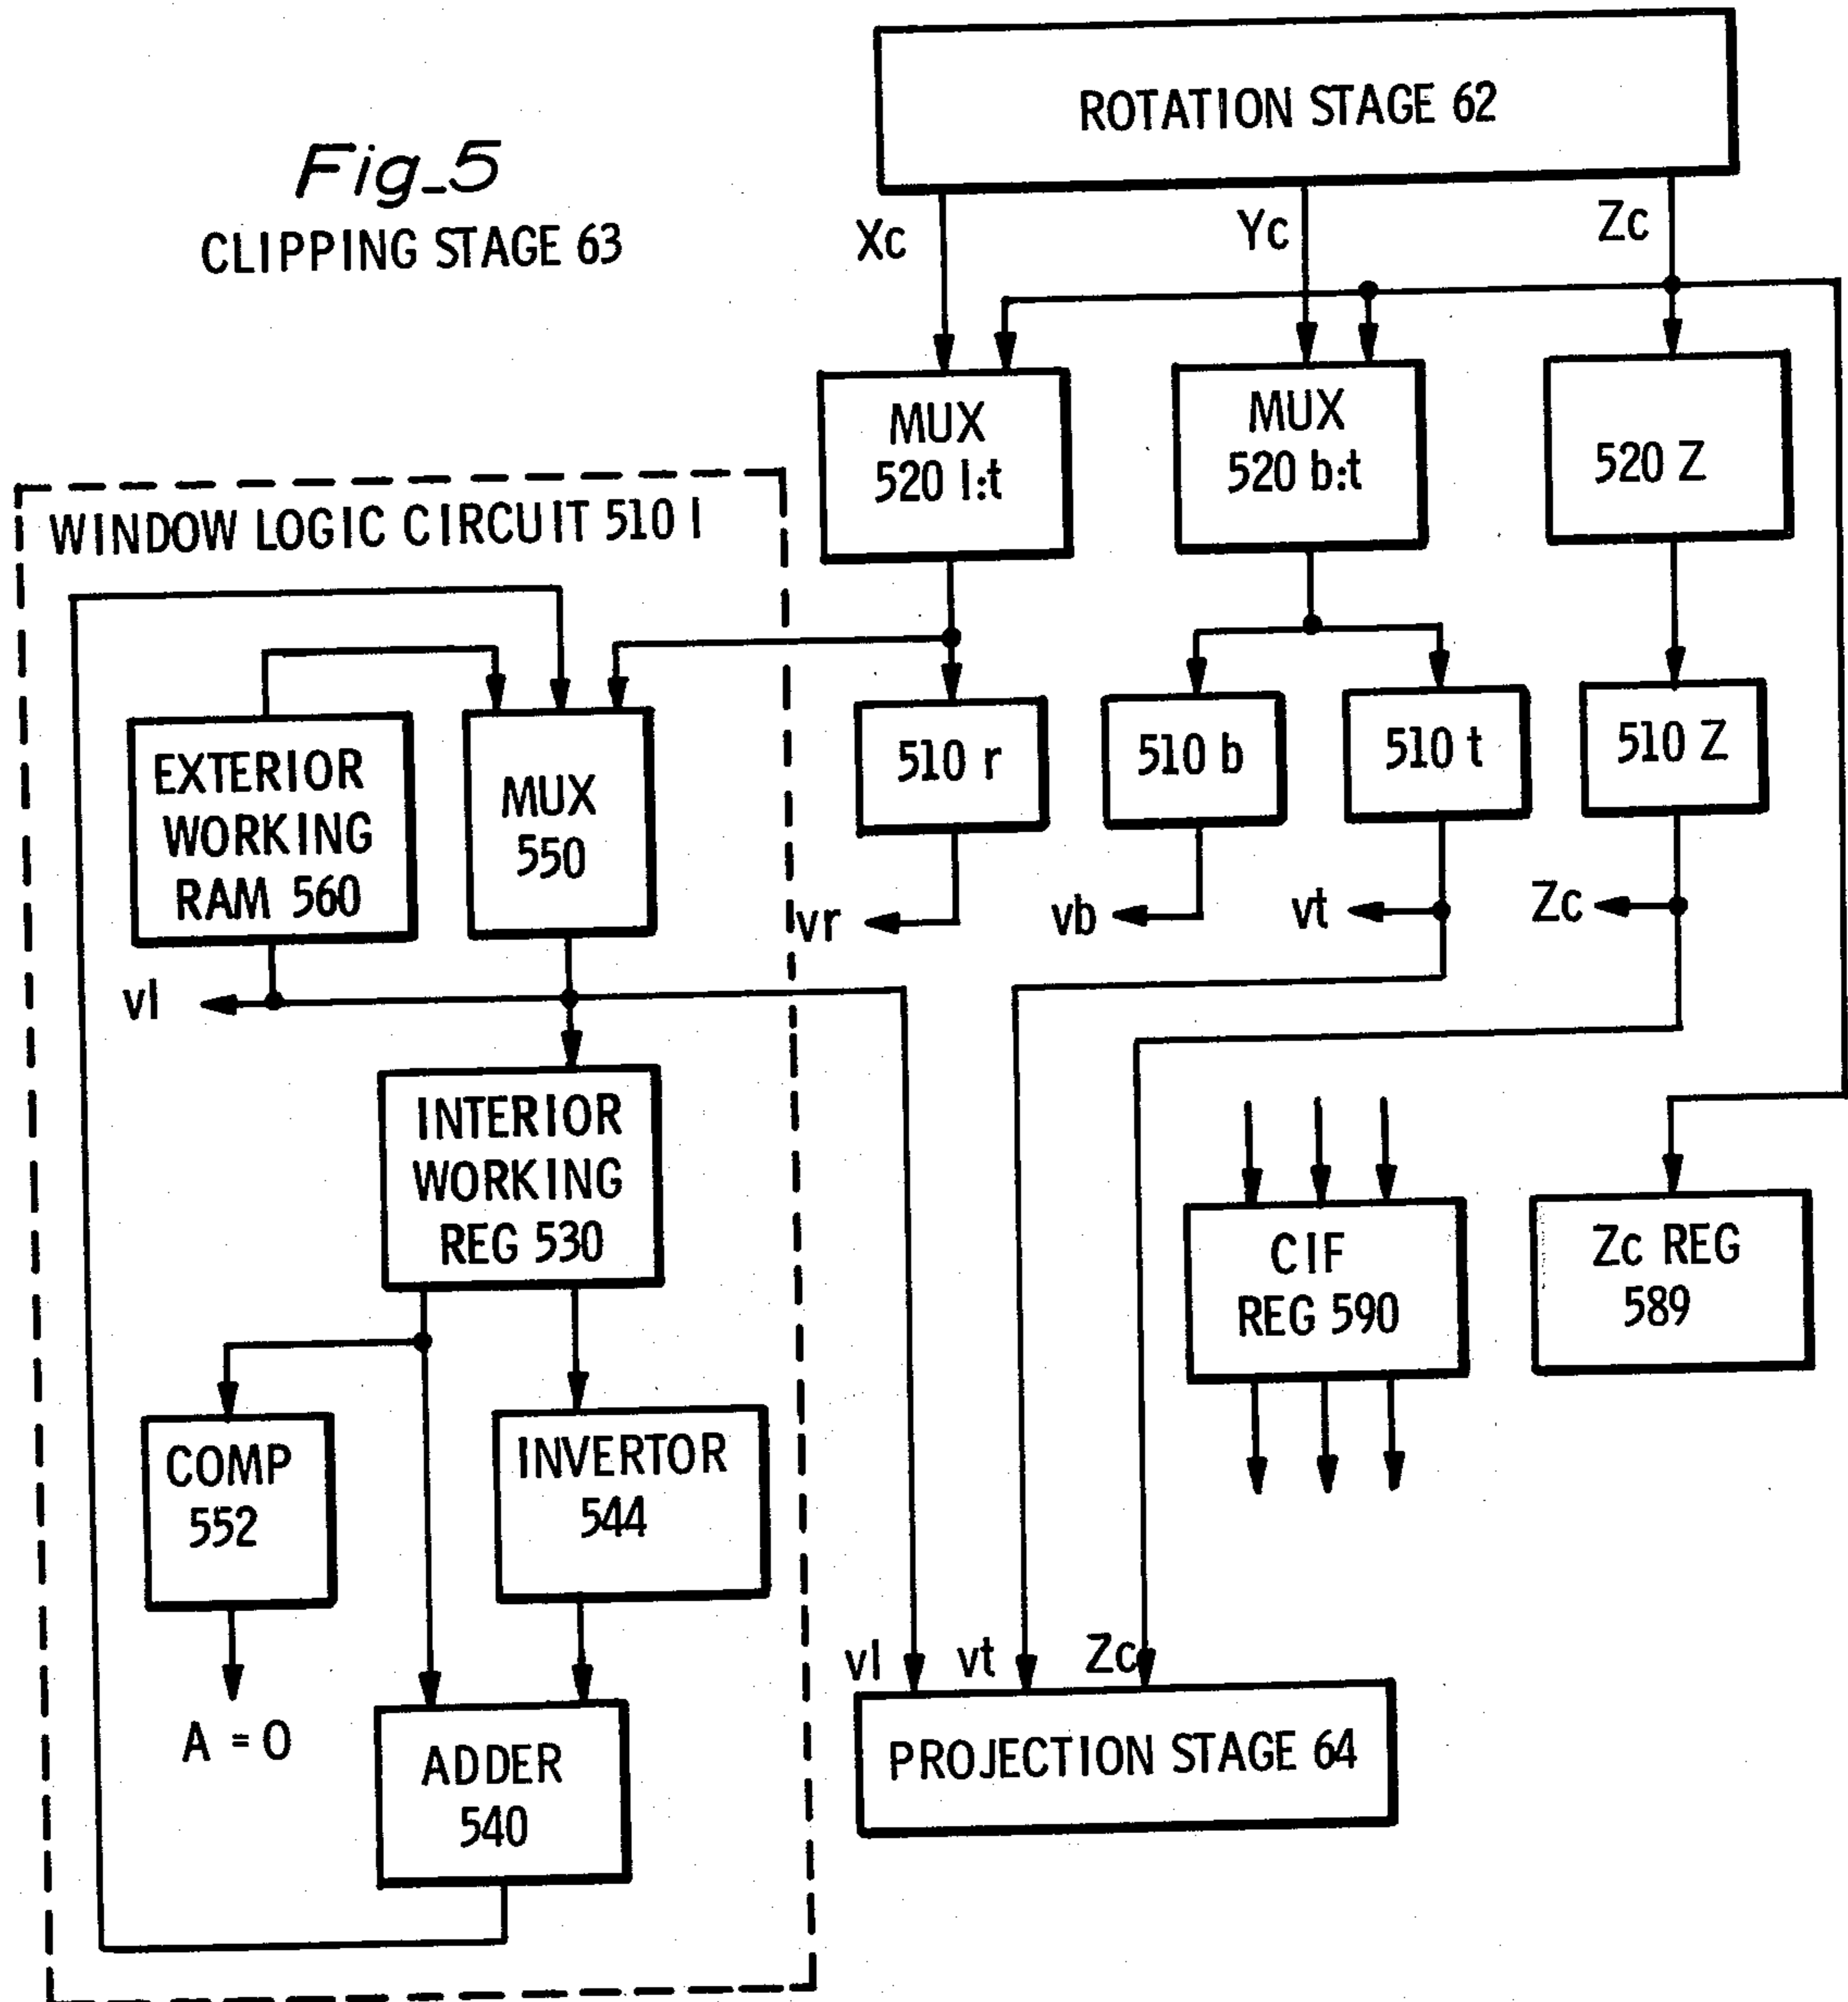 ROTATION STAGE 62
Fig_5
CLIPPING STAGE 63
Xc
Yc
Zc
MUX
520 l:t
MUX
520 b:t
520 Z
WINDOW LOGIC CIRCUIT 510 l
EXTERIOR
WORKING
RAM 560
MUX
550
510 r
510 b
510 t
510 Z
vr
vb
vt
Zc
vl
INTERIOR
WORKING
REG 530
CIF
REG 590
Zc REG
589
COMP
552
INVERTOR
544
A = 0
ADDER
540
vl
vt
Zc
PROJECTION STAGE 64